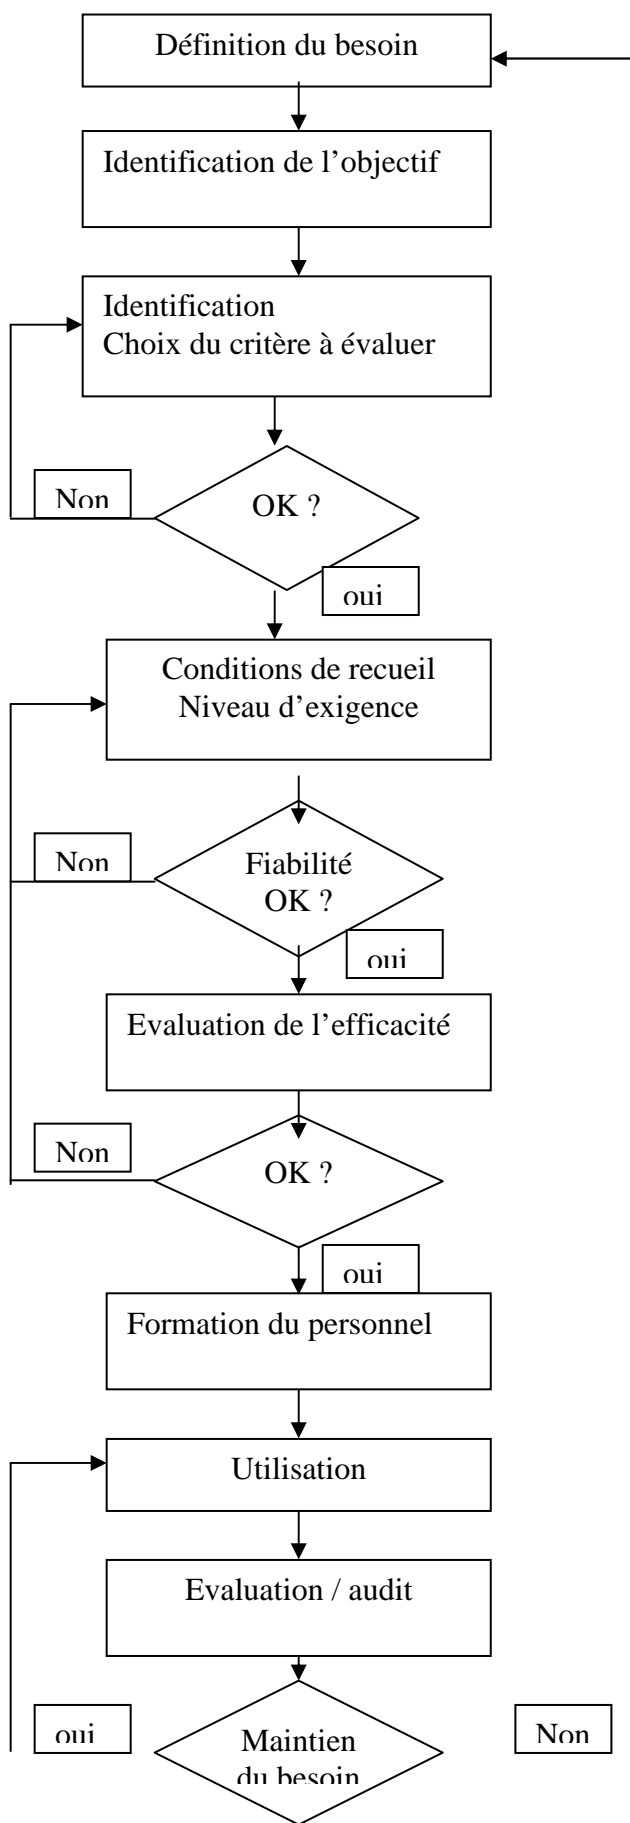 Définition du besoin
Identification de l’objectif
Identification
Choix du critère à évaluer
Non
OK ?
oui
Conditions de recueil
Niveau d’exigence
Non
Fiabilité
OK ?
oui
Evaluation de l’efficacité
Non
OK ?
oui
Formation du personnel
Utilisation
Evaluation / audit
oui
Maintien
du besoin
Non